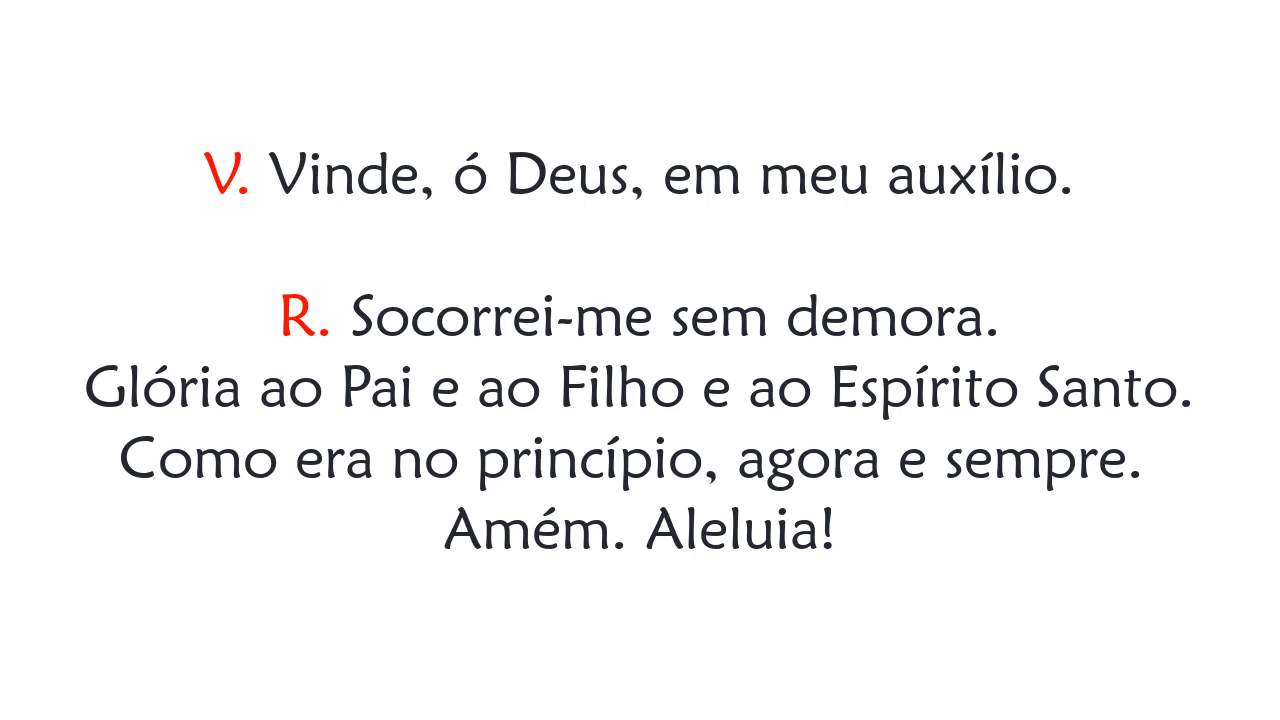 V. Vinde, ó Deus, em meu auxílio.
R. Socorrei-me sem demora.
Glória ao Pai e ao Filho e ao Espírito Santo.
Como era no princípio, agora e sempre.
Amém. Aleluia!